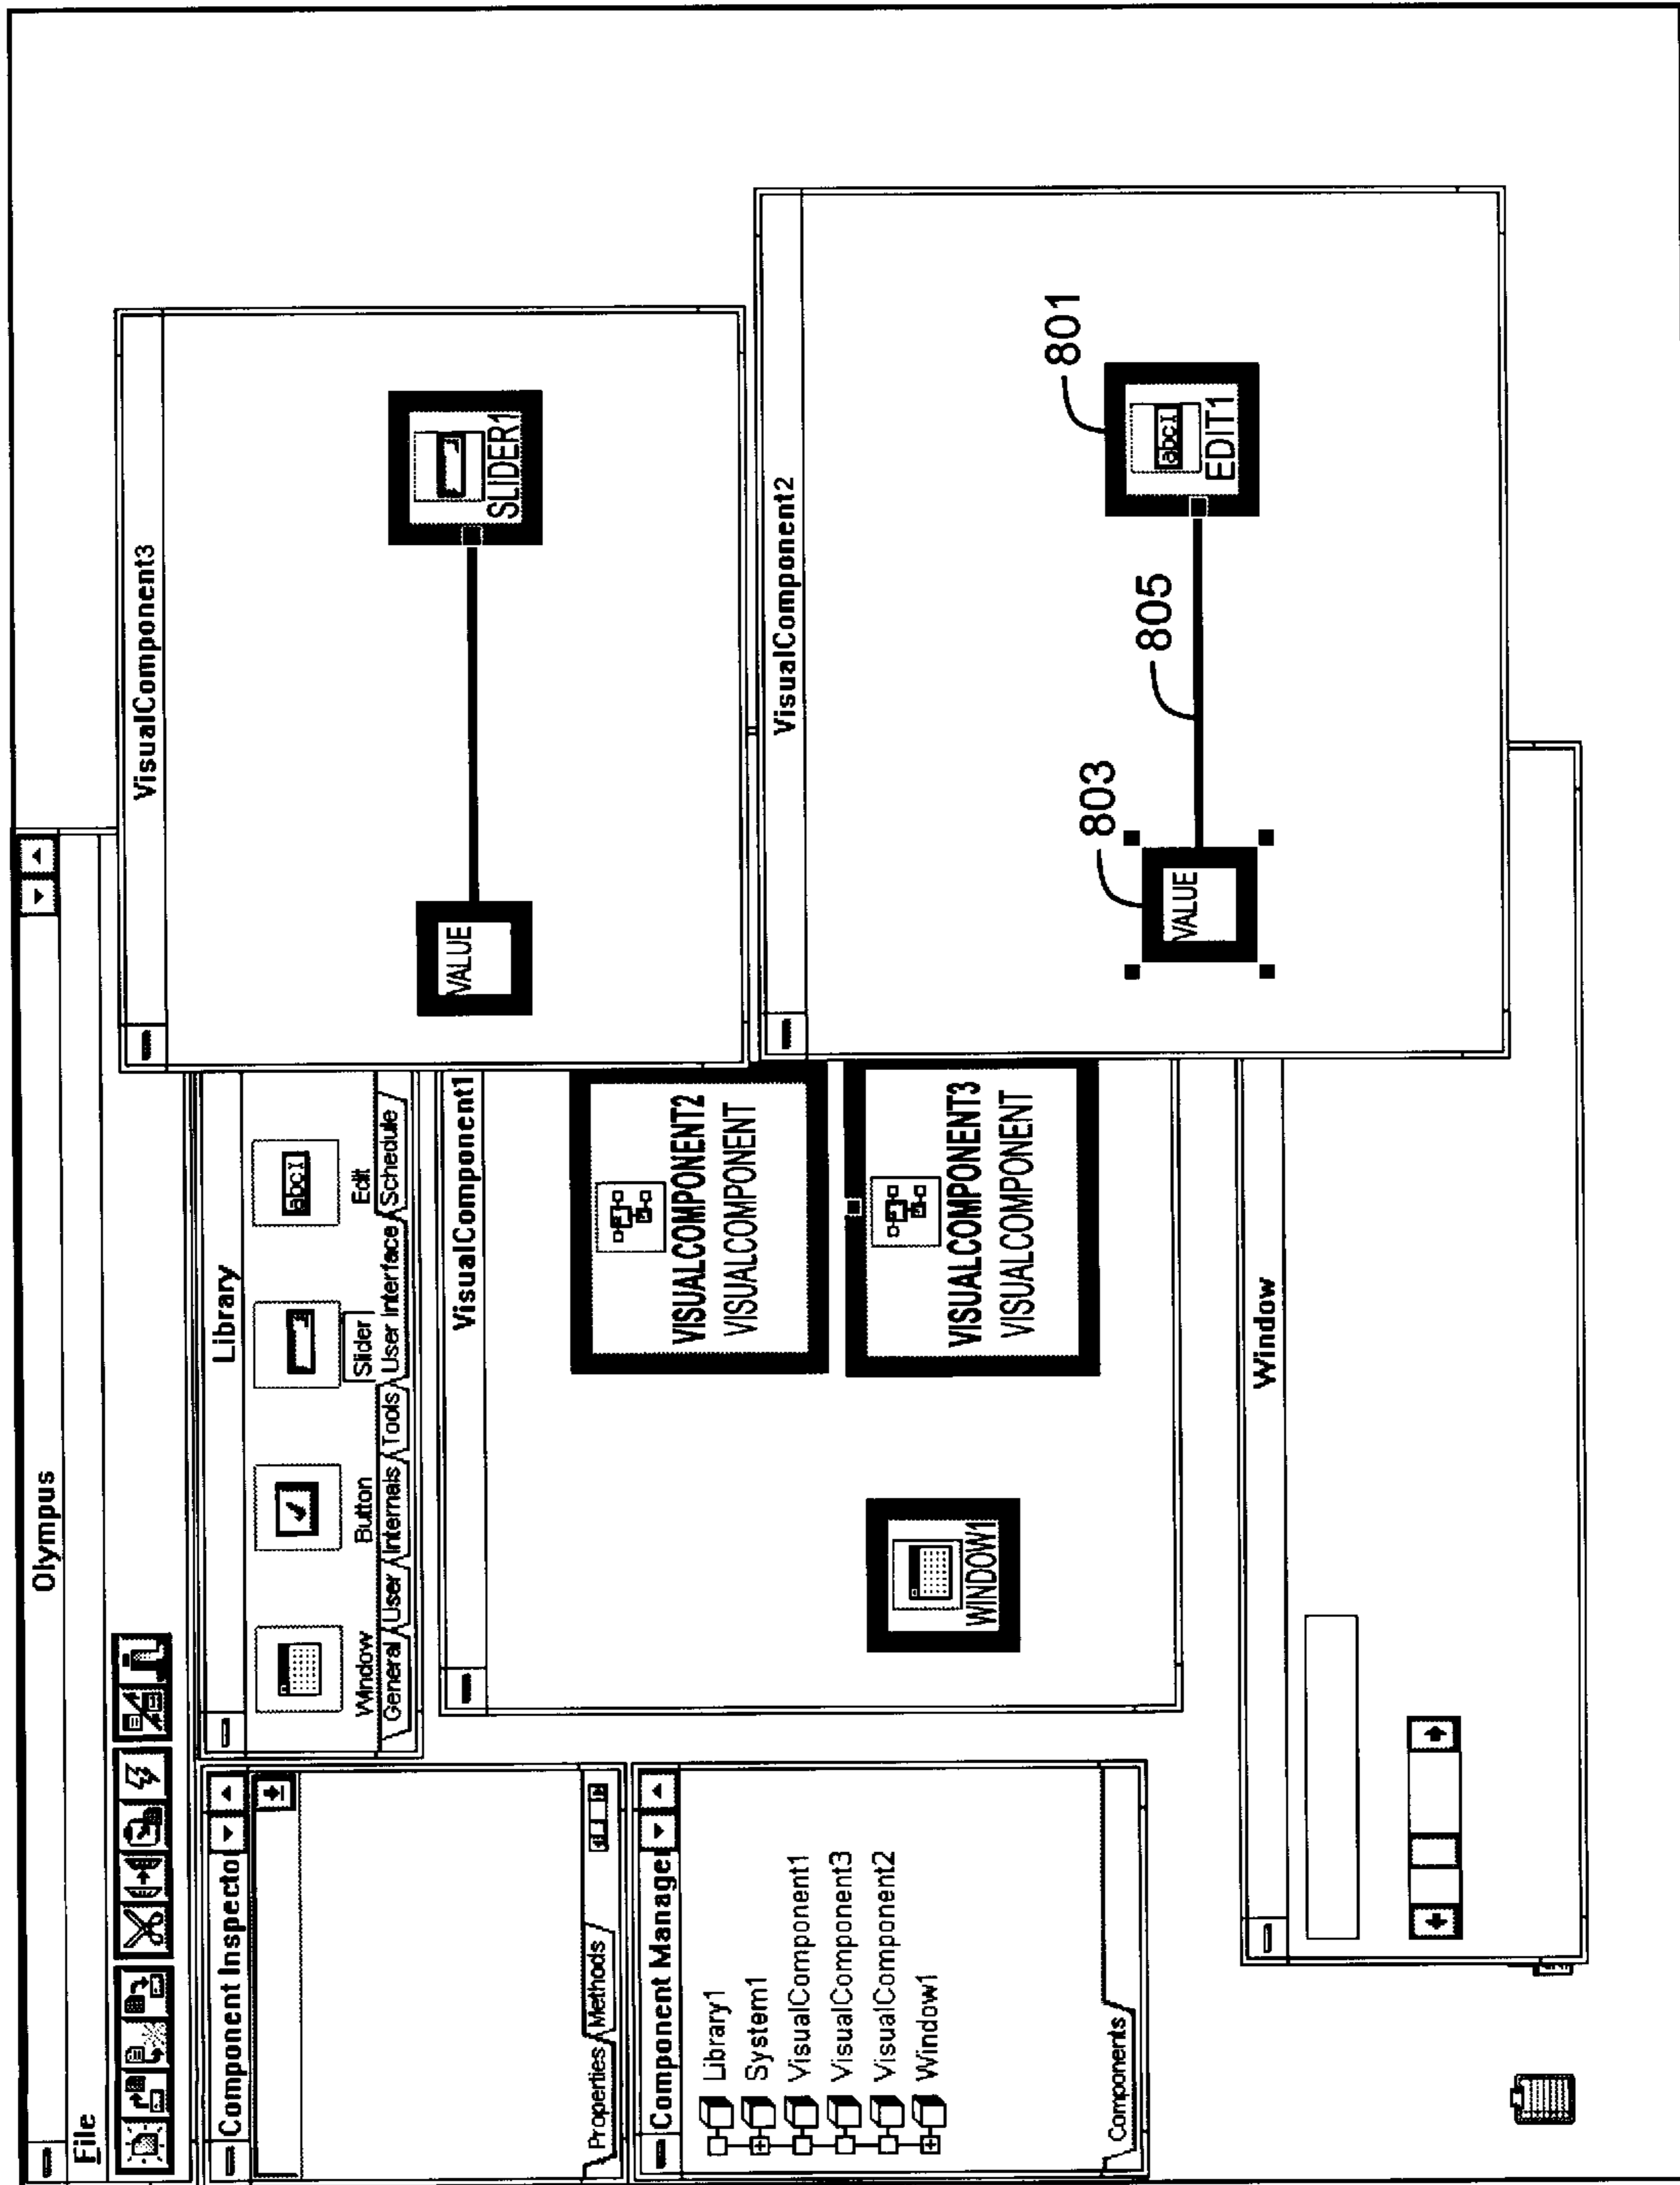 Olympus
File
Component Inspecto
Properties
Methods
Component Manage
Library1
System1
VisualComponent1
VisualComponent3
VisualComponent2
Window1
Components
Library
Window
Button
Slider
Edit
abcI
General
User
Internals
Tools
User Interface
Schedule
VisualComponent1
WINDOW1
VISUALCOMPONENT2
VISUALCOMPONENT
VISUALCOMPONENT3
VISUALCOMPONENT
VisualComponent3
VALUE
SLIDER1
VisualComponent2
803
VALUE
805
801
abcI
EDIT1
Window